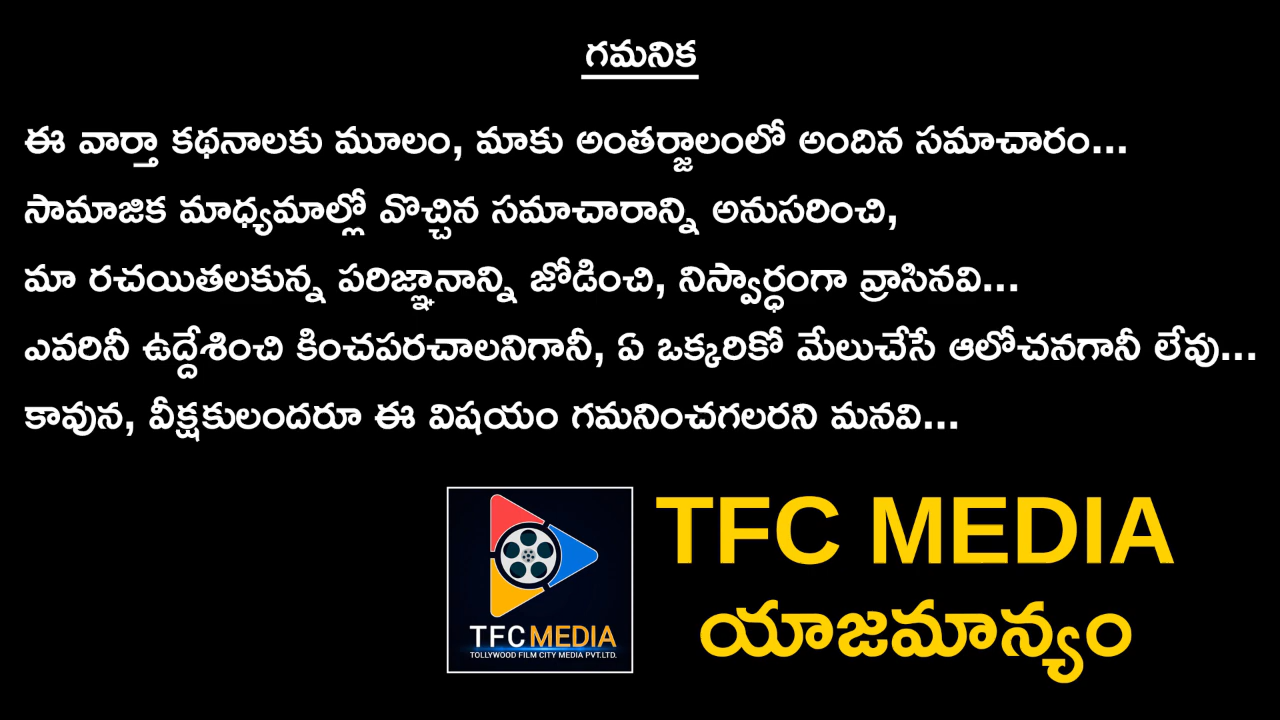 గమనిక
ఈ వార్తా కథనాలకు మూలం, మాకు అంతర్జాలంలో అందిన సమాచారం...
సామాజిక మాధ్యమాల్లో వొచ్చిన సమాచారాన్ని అనుసరించి,
మా రచయితలకున్న పరిజ్ఞానాన్ని జోడించి, నిస్వార్ధంగా వ్రాసినవి...
ఎవరినీ ఉద్దేశించి కించపరచాలనిగానీ, ఏ ఒక్కరికో మేలుచేసే ఆలోచనగానీ లేవు...
కావున, వీక్షకులందరూ ఈ విషయం గమనించగలరని మనవి...
TFC MEDIA
యాజమాన్యం
TFC MEDIA
TOLLYWOOD FILM CITY MEDIA PVT.LTD.